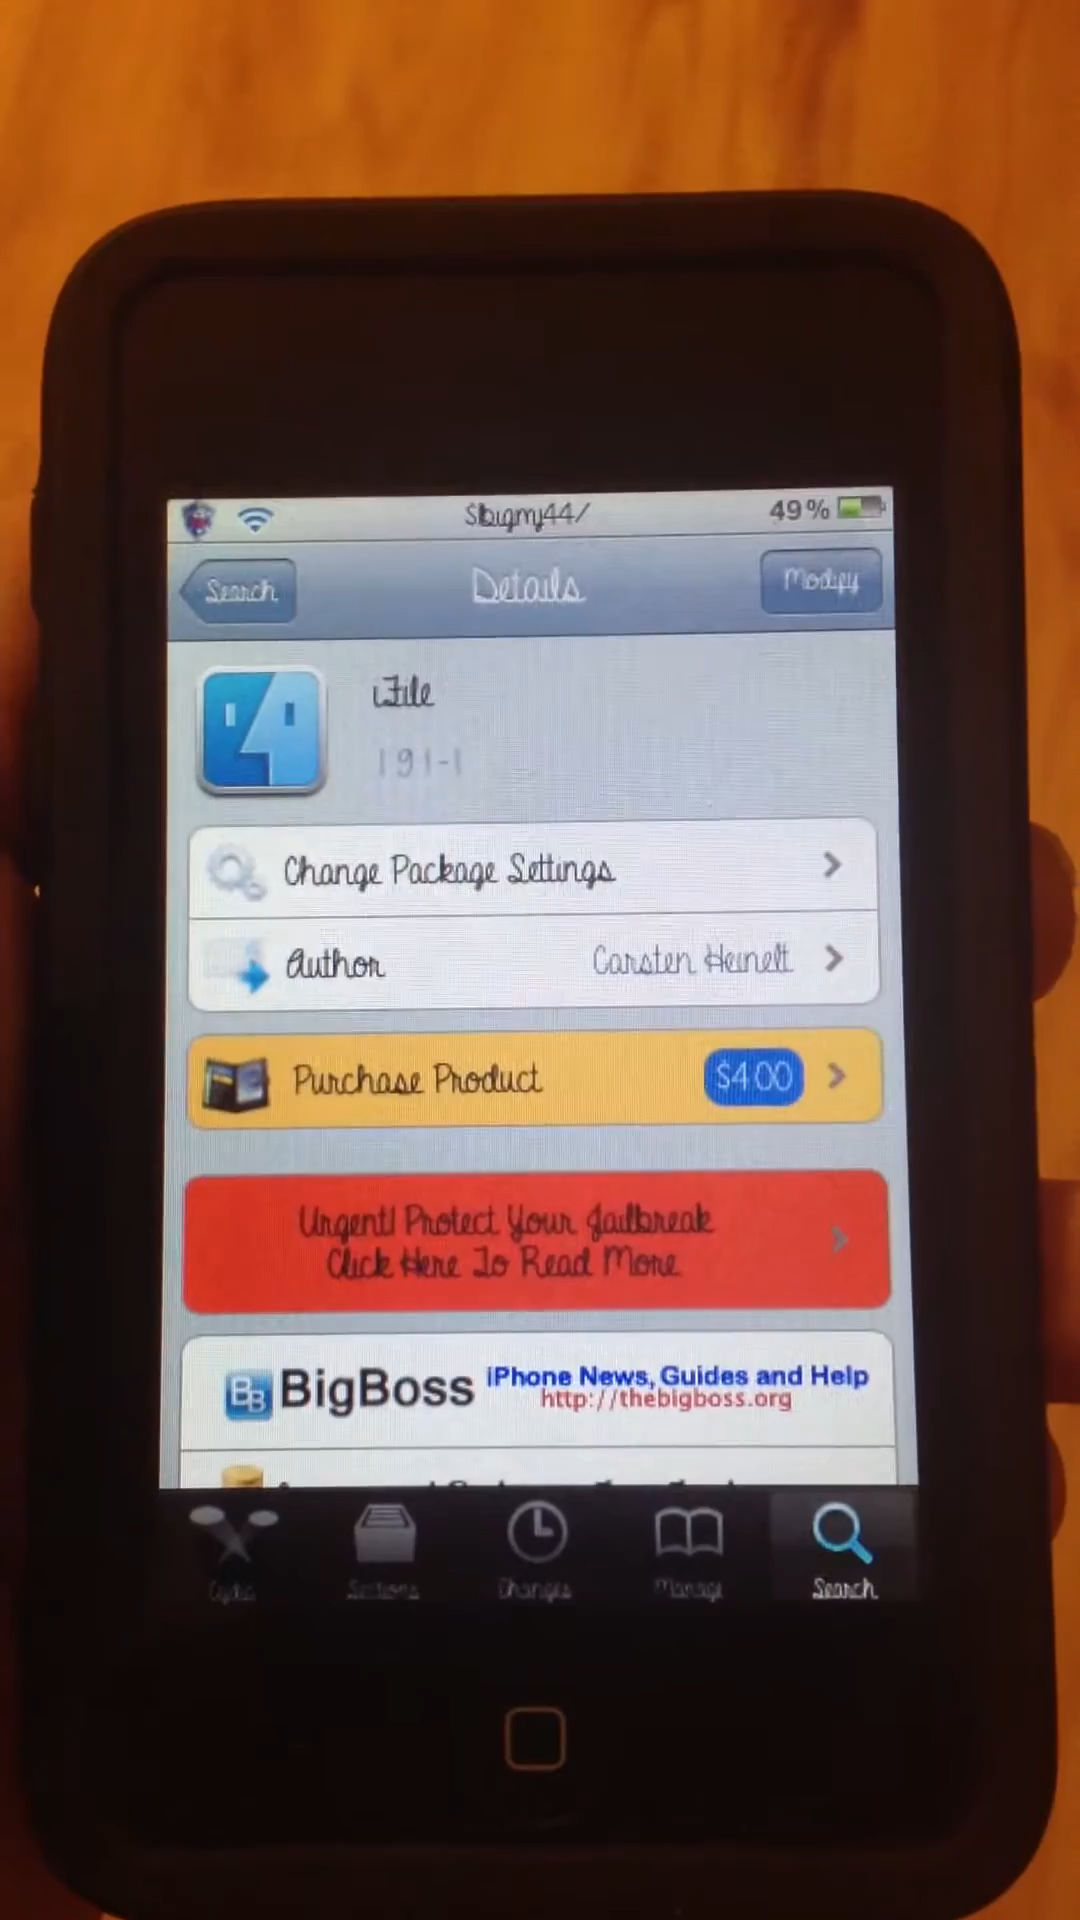 $bigmj44/
49%
Search
Details
Modify
iFile
1.9.1-1
Change Package Settings
Author
Carsten Heinelt
Purchase Product
$4.00
Urgent! Protect Your Jailbreak
Click Here To Read More
BB
BigBoss
iPhone News, Guides and Help
http://thebigboss.org
Cydia
Sections
Changes
Manage
Search